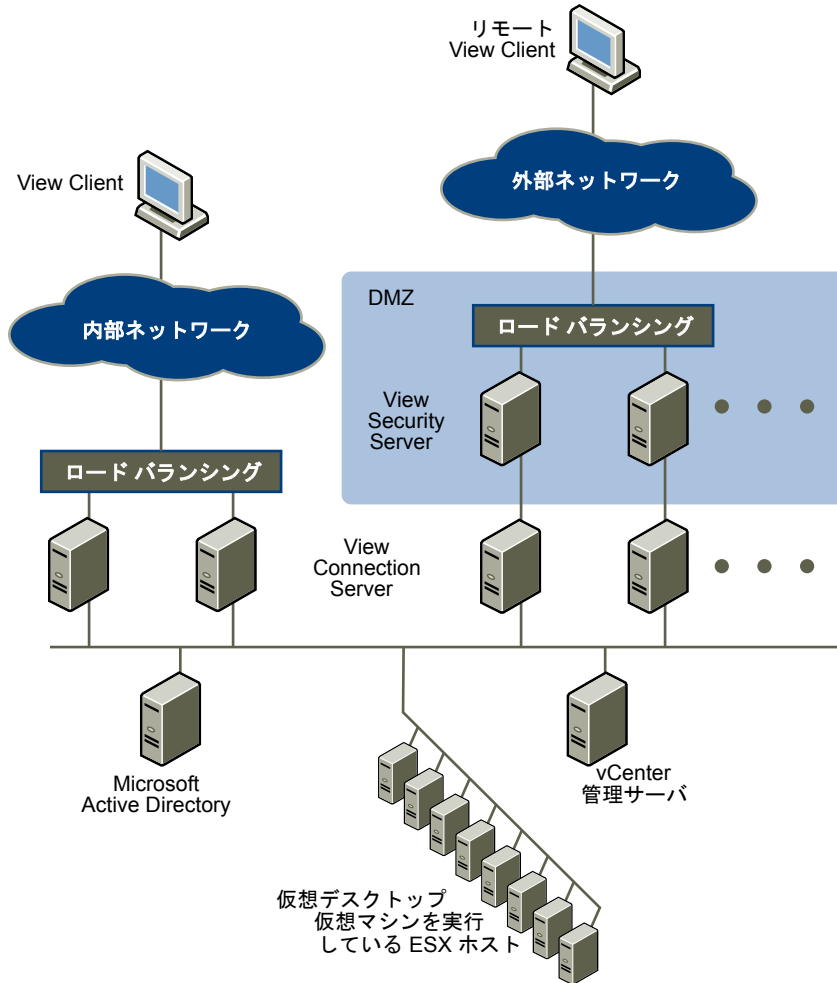 リモート
View Client
View Client
外部ネットワーク
内部ネットワーク
DMZ
ロード バランシング
View
Security
Server
ロード バランシング
View
Connection
Server
Microsoft
Active Directory
vCenter
管理サーバ
仮想デスクトップ
仮想マシンを実行
している ESX ホスト